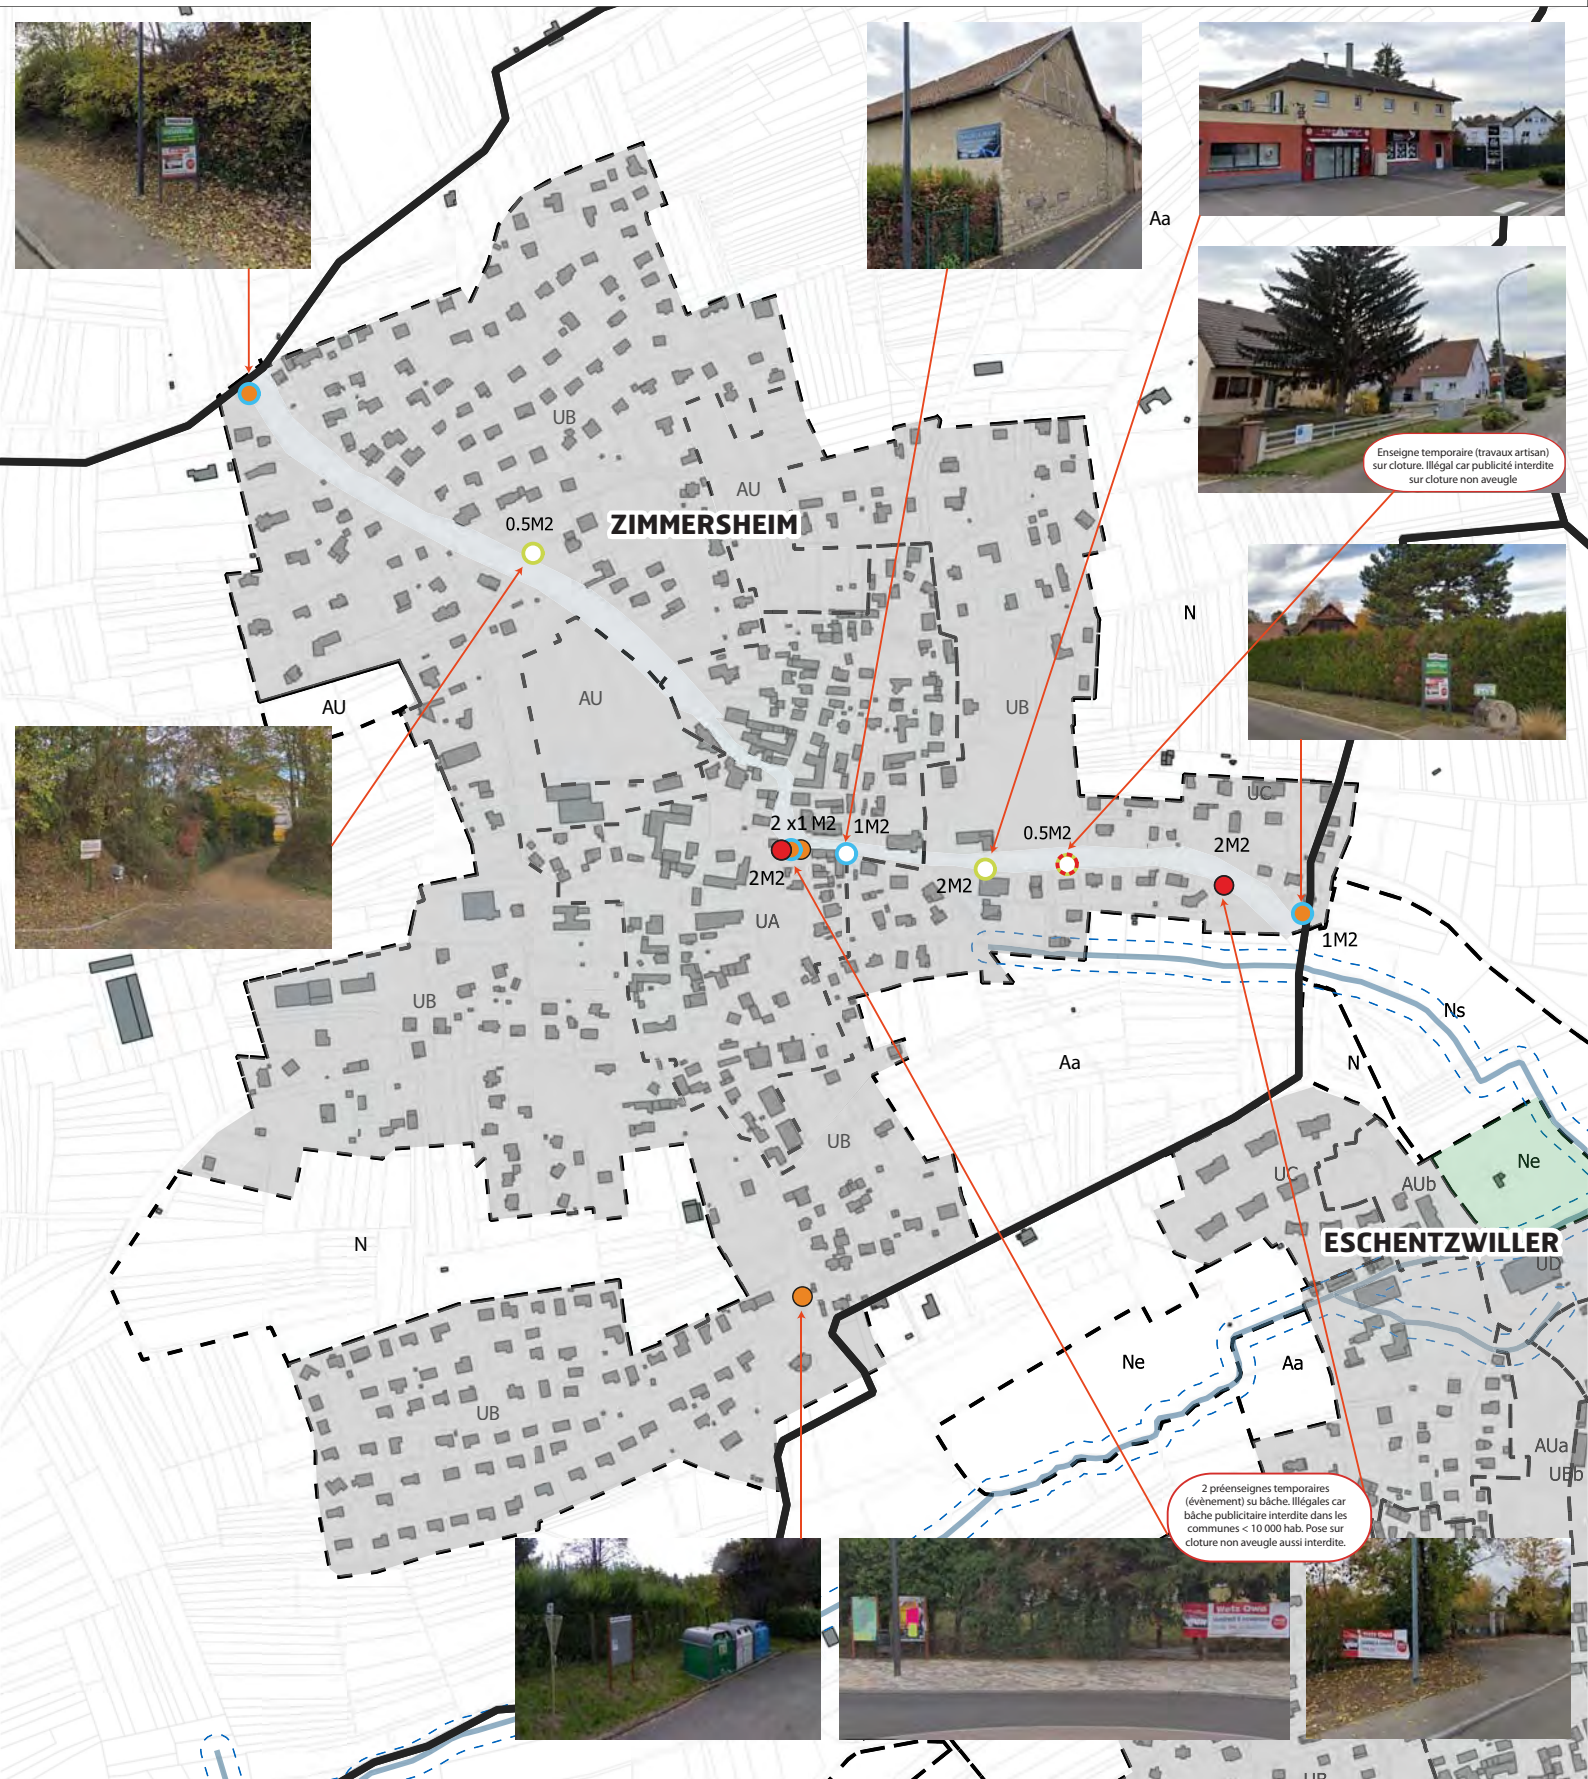 Aa
Enseigne temporaire (travaux artisan)
sur cloture. Illégal car publicité interdite
sur cloture non aveugle
UB
AU
0.5M2
ZIMMERSHEIM
N
AU
AU
UB
UC
2 x1 M2
1M2
0.5M2
2M2
2M2
2M2
UA
1M2
UB
Ns
Aa
N
UB
Ne
UC
AUb
N
ESCHENTZWILLER
UD
Ne
Aa
UB
AUa
UEb
2 préenseignes temporaires
(évènement) su bâche. Illégales car
bâche publicitaire interdite dans les
communes < 10 000 hab. Pose sur
cloture non aveugle aussi interdite.
UB